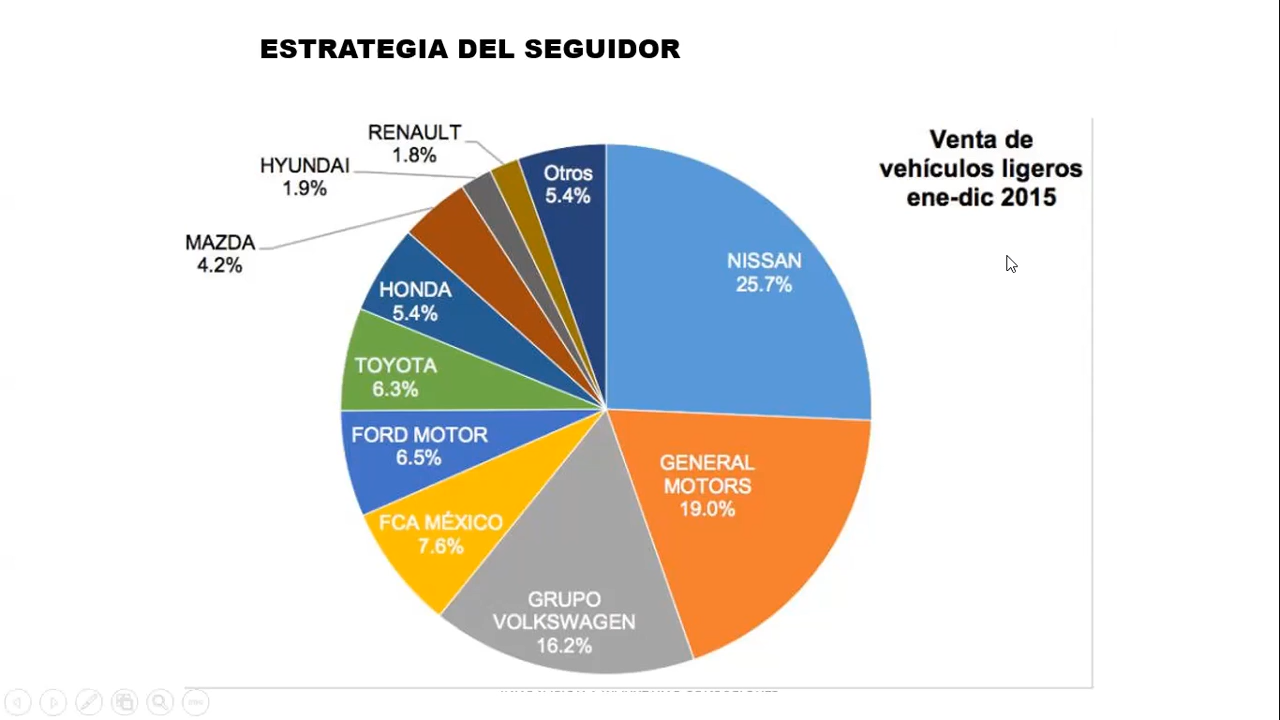 ESTRATEGIA DEL SEGUIDOR
Venta de
vehículos ligeros
ene-dic 2015
RENAULT
1.8%
HYUNDAI
1.9%
MAZDA
4.2%
Otros
5.4%
NISSAN
25.7%
HONDA
5.4%
TOYOTA
6.3%
FORD MOTOR
6.5%
GENERAL
MOTORS
19.0%
FCA MÉXICO
7.6%
GRUPO
VOLKSWAGEN
16.2%